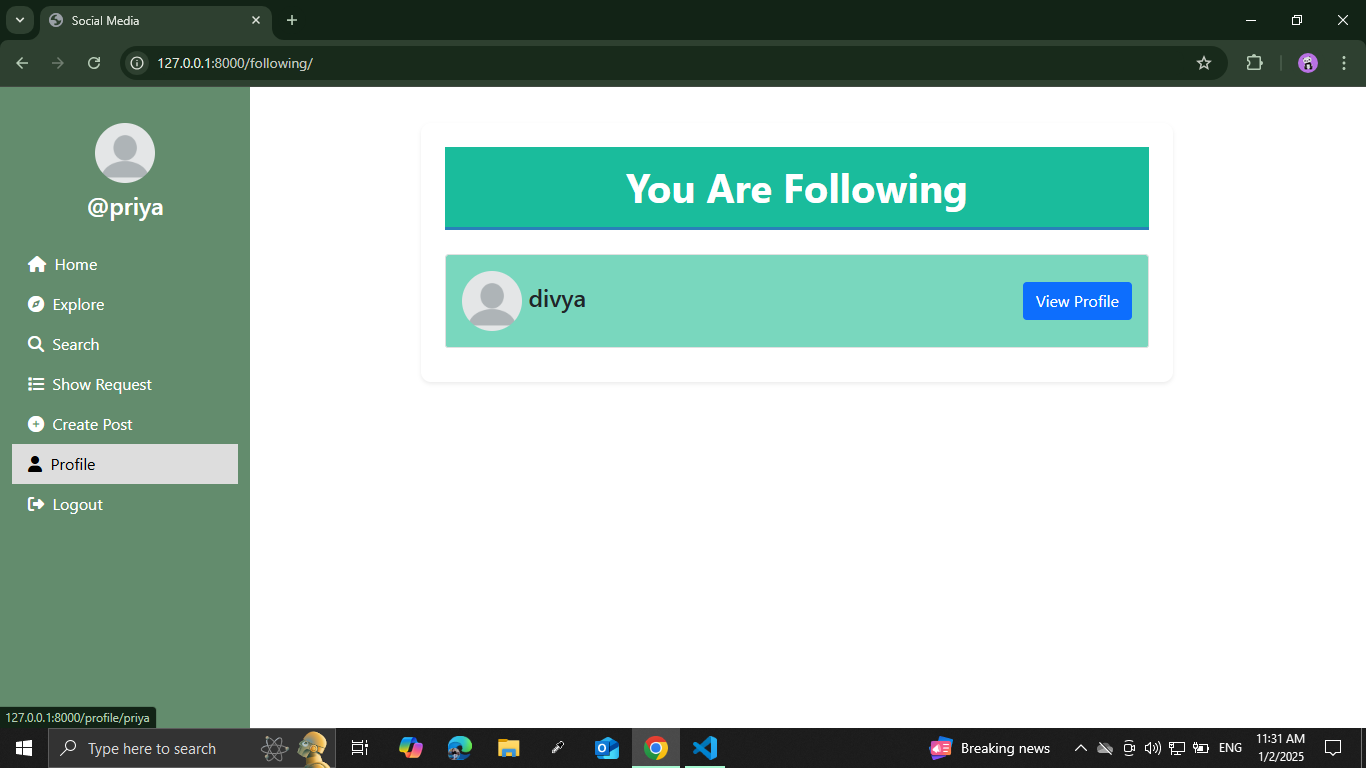 Social Media
127.0.0.1:8000/following/
@priya
Home
Explore
Search
Show Request
Create Post
Profile
Logout
You Are Following
divya
View Profile
127.0.0.1:8000/profile/priya
Type here to search
Breaking news
ENG
11:31 AM
1/2/2025